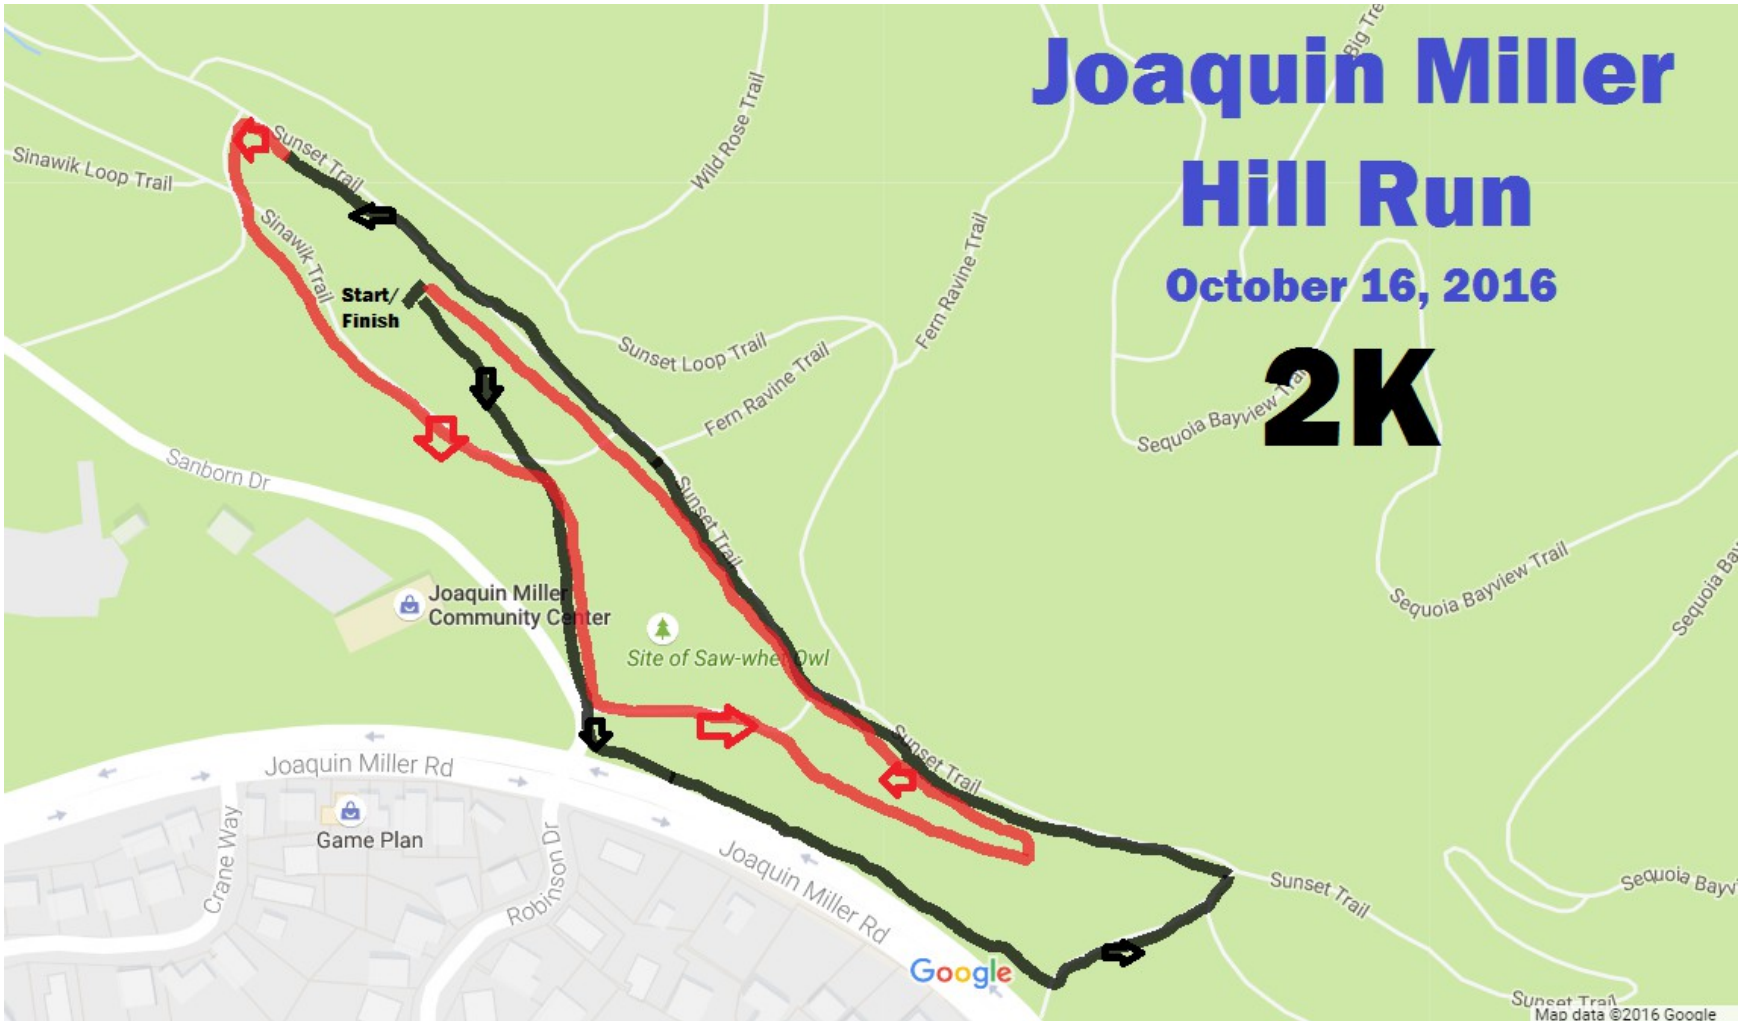 Joaquin Miller
Hill Run
October 16, 2016
2K
Big Tre
Sunset Trail
Sinawik Loop Trail
Wild Rose Trail
Sinawik Trail
Start/
Finish
Fern Ravine Trail
Sunset Loop Trail
Fern Ravine Trail
Sequoia Bayview Trail
Sanborn Dr
Sunset Trail
Joaquin Miller
Community Center
Sequoia Bayview Trail
Sequoia Bay
Site of Saw-whet Owl
Sunset Trail
Joaquin Miller Rd
Game Plan
Crane Way
Robinson Dr
Joaquin Miller Rd
Sunset Trail
Sequoia Bayv
Google
Sunset Trail
Map data ©2016 Google